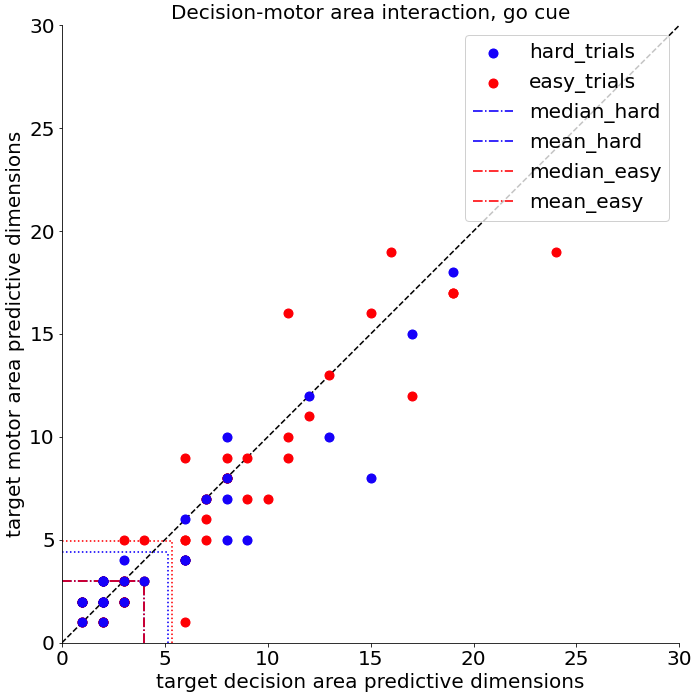 Decision-motor area interaction, go cue
30
25
20
15
10
5
0
target motor area predictive dimensions
hard_trials
easy_trials
median_hard
mean_hard
median_easy
mean_easy
0 5 10 15 20 25 30
target decision area predictive dimensions